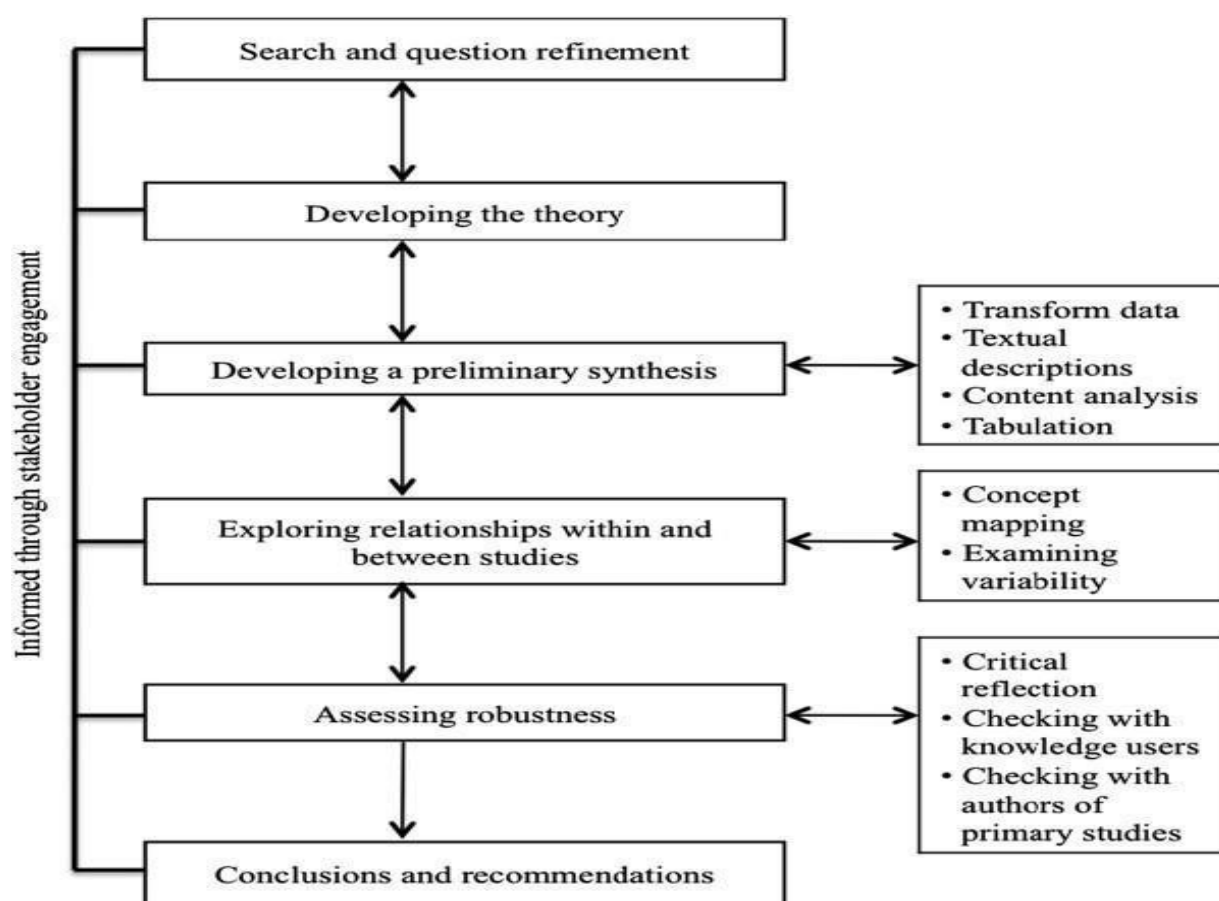 Informed through stakeholder engagement
Search and question refinement
Developing the theory
Developing a preliminary synthesis
• Transform data
• Textual
descriptions
• Content analysis
• Tabulation
Exploring relationships within and
between studies
• Concept
mapping
• Examining
variability
Assessing robustness
• Critical
reflection
• Checking with
knowledge users
• Checking with
authors of
primary studies
Conclusions and recommendations